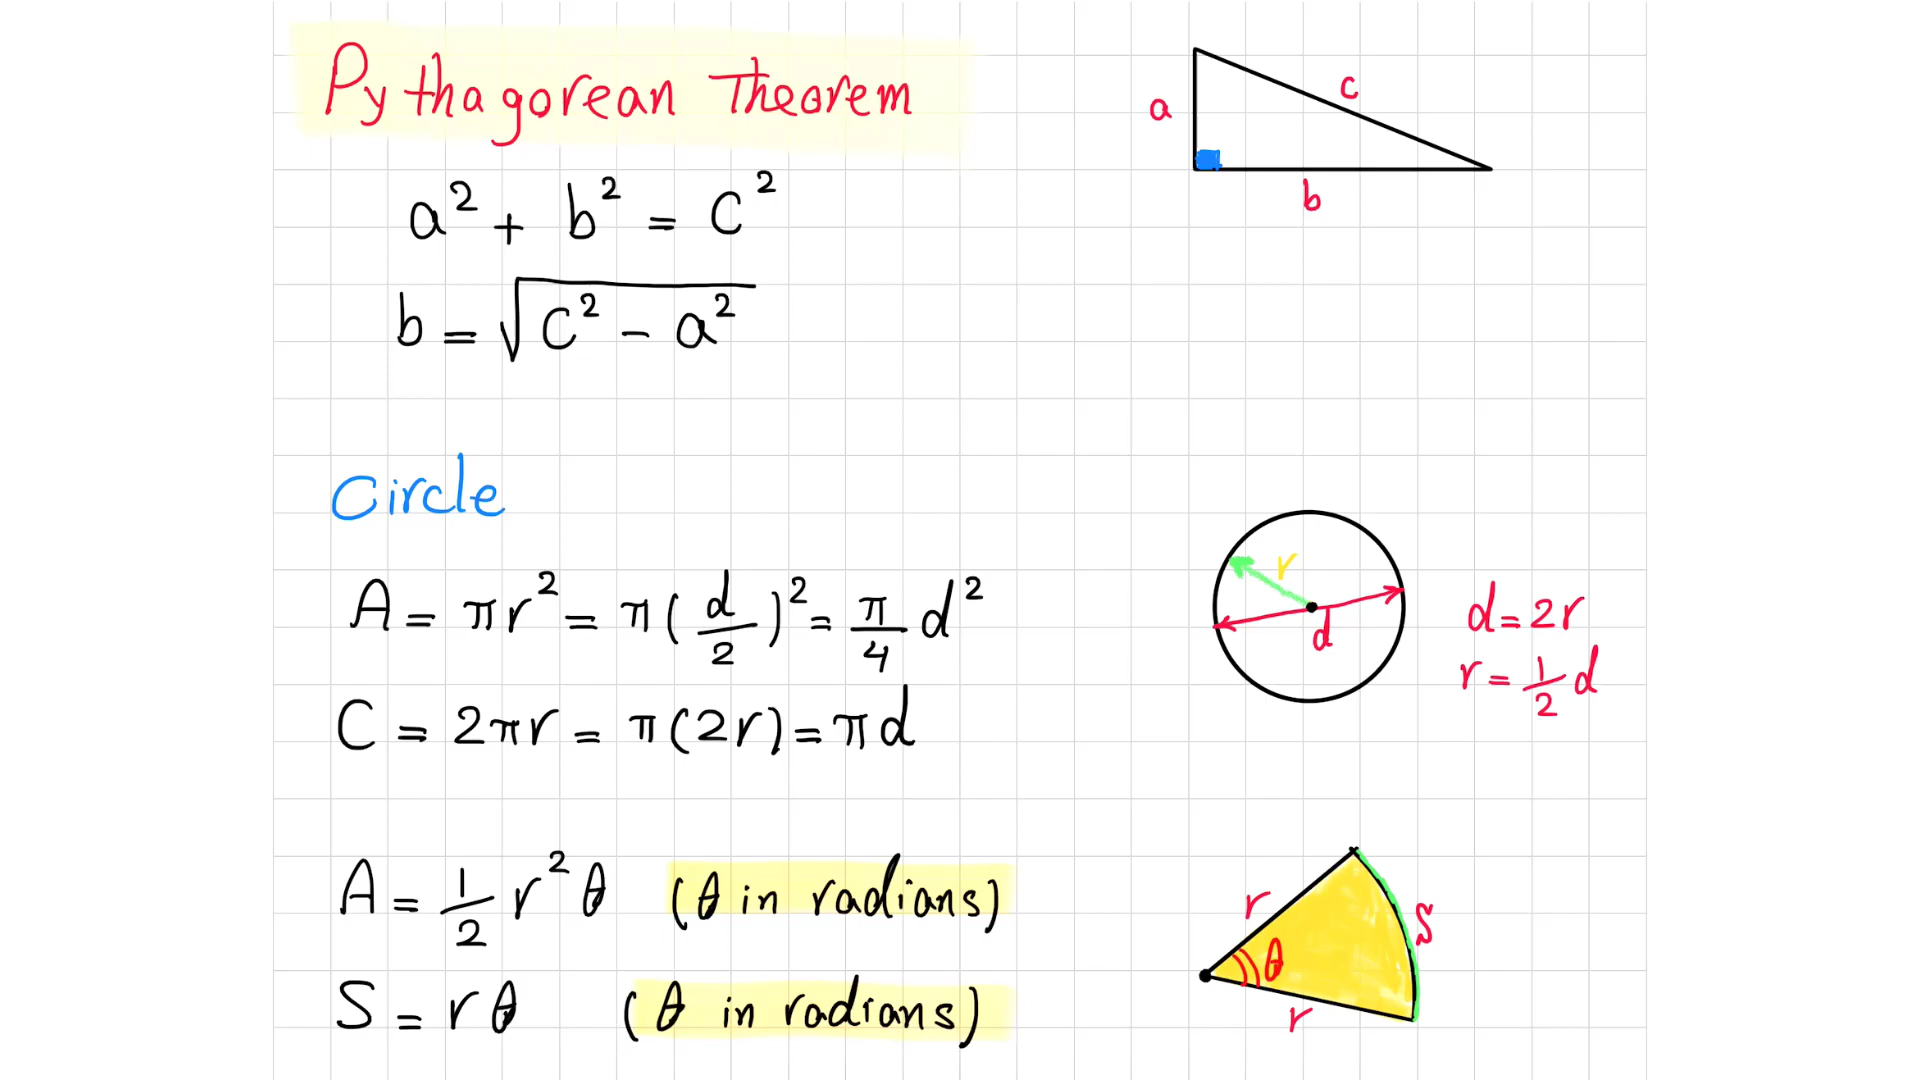 Pythagorean Theorem
a² + b² = c²
b = √(c² - a²)
a
c
b
Circle
A = πr² = π(d/2)² = π/4 d²
C = 2πr = π(2r) = πd
r
d
d = 2r
r = 1/2 d
A = 1/2 r² θ (θ in radians)
S = rθ (θ in radians)
r
θ
S
r